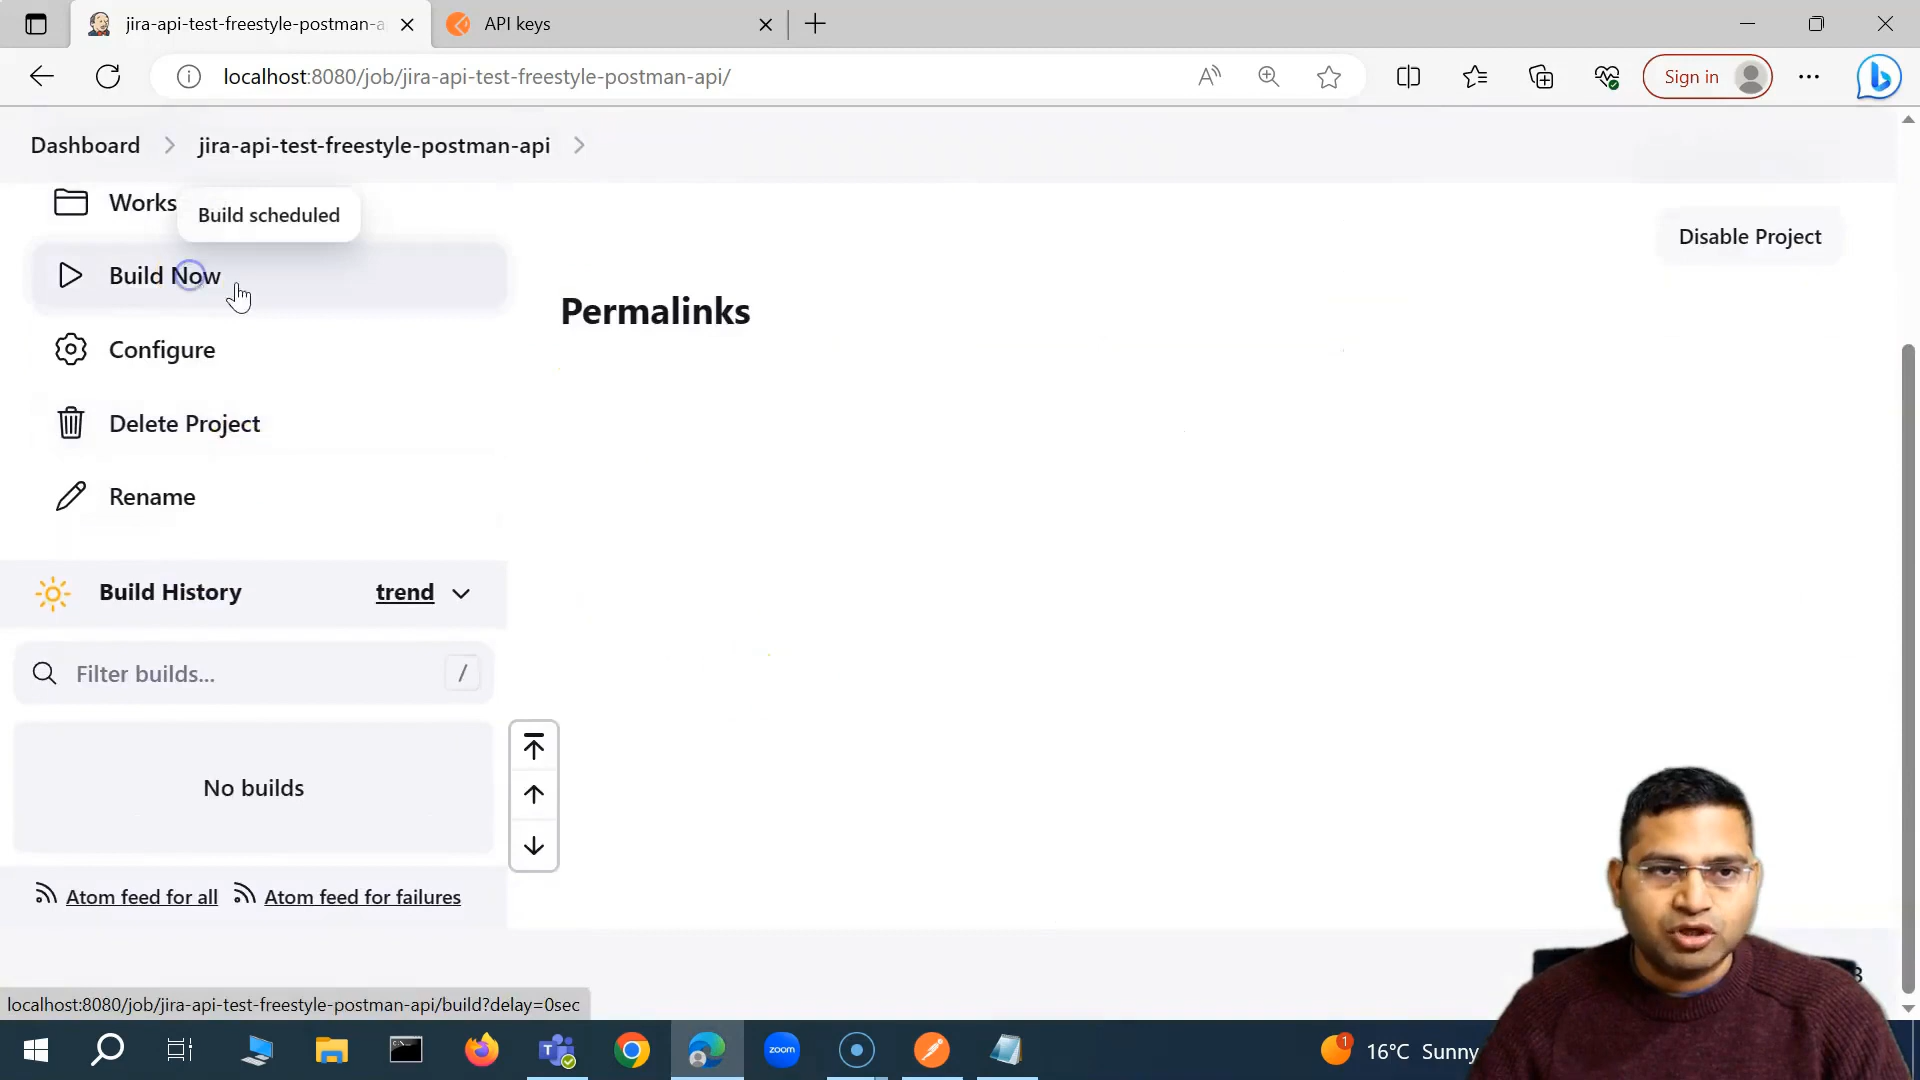 jira-api-test-freestyle-postman-a
API keys
localhost:8080/job/jira-api-test-freestyle-postman-api/
A
Sign in
b
Dashboard
jira-api-test-freestyle-postman-api
Works
Build scheduled
Disable Project
Build Now
Permalinks
Configure
Delete Project
Rename
Build History
trend
Filter builds...
/
No builds
Atom feed for all
Atom feed for failures
localhost:8080/job/jira-api-test-freestyle-postman-api/build?delay=0sec
zoom
1
16°C Sunny